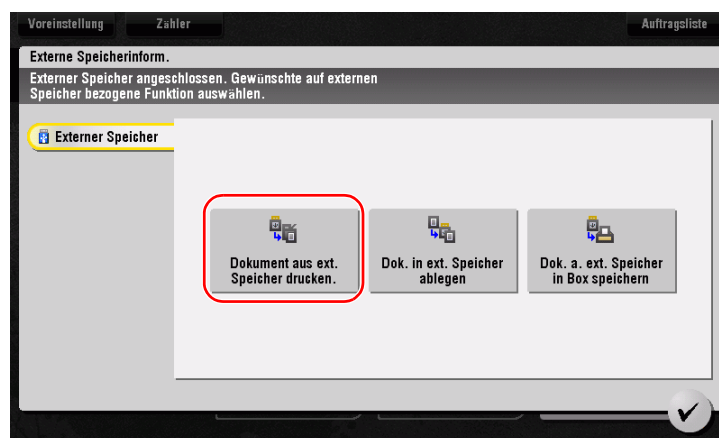 Voreinstellung Zähler Auftragsliste
Externe Speicherinform.
Externer Speicher angeschlossen. Gewünschte auf externen
Speicher bezogene Funktion auswählen.
Externer Speicher
Dokument aus ext.
Speicher drucken.
Dok. in ext. Speicher
ablegen
Dok. a. ext. Speicher
in Box speichern